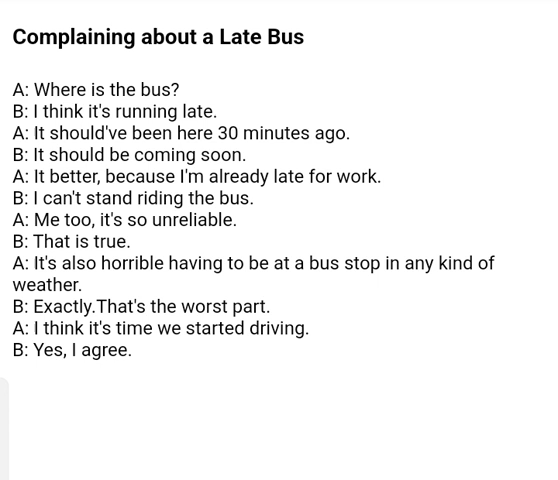 Complaining about a Late Bus
A: Where is the bus?
B: I think it's running late.
A: It should've been here 30 minutes ago.
B: It should be coming soon.
A: It better, because I'm already late for work.
B: I can't stand riding the bus.
A: Me too, it's so unreliable.
B: That is true.
A: It's also horrible having to be at a bus stop in any kind of
weather.
B: Exactly.That's the worst part.
A: I think it's time we started driving.
B: Yes, I agree.